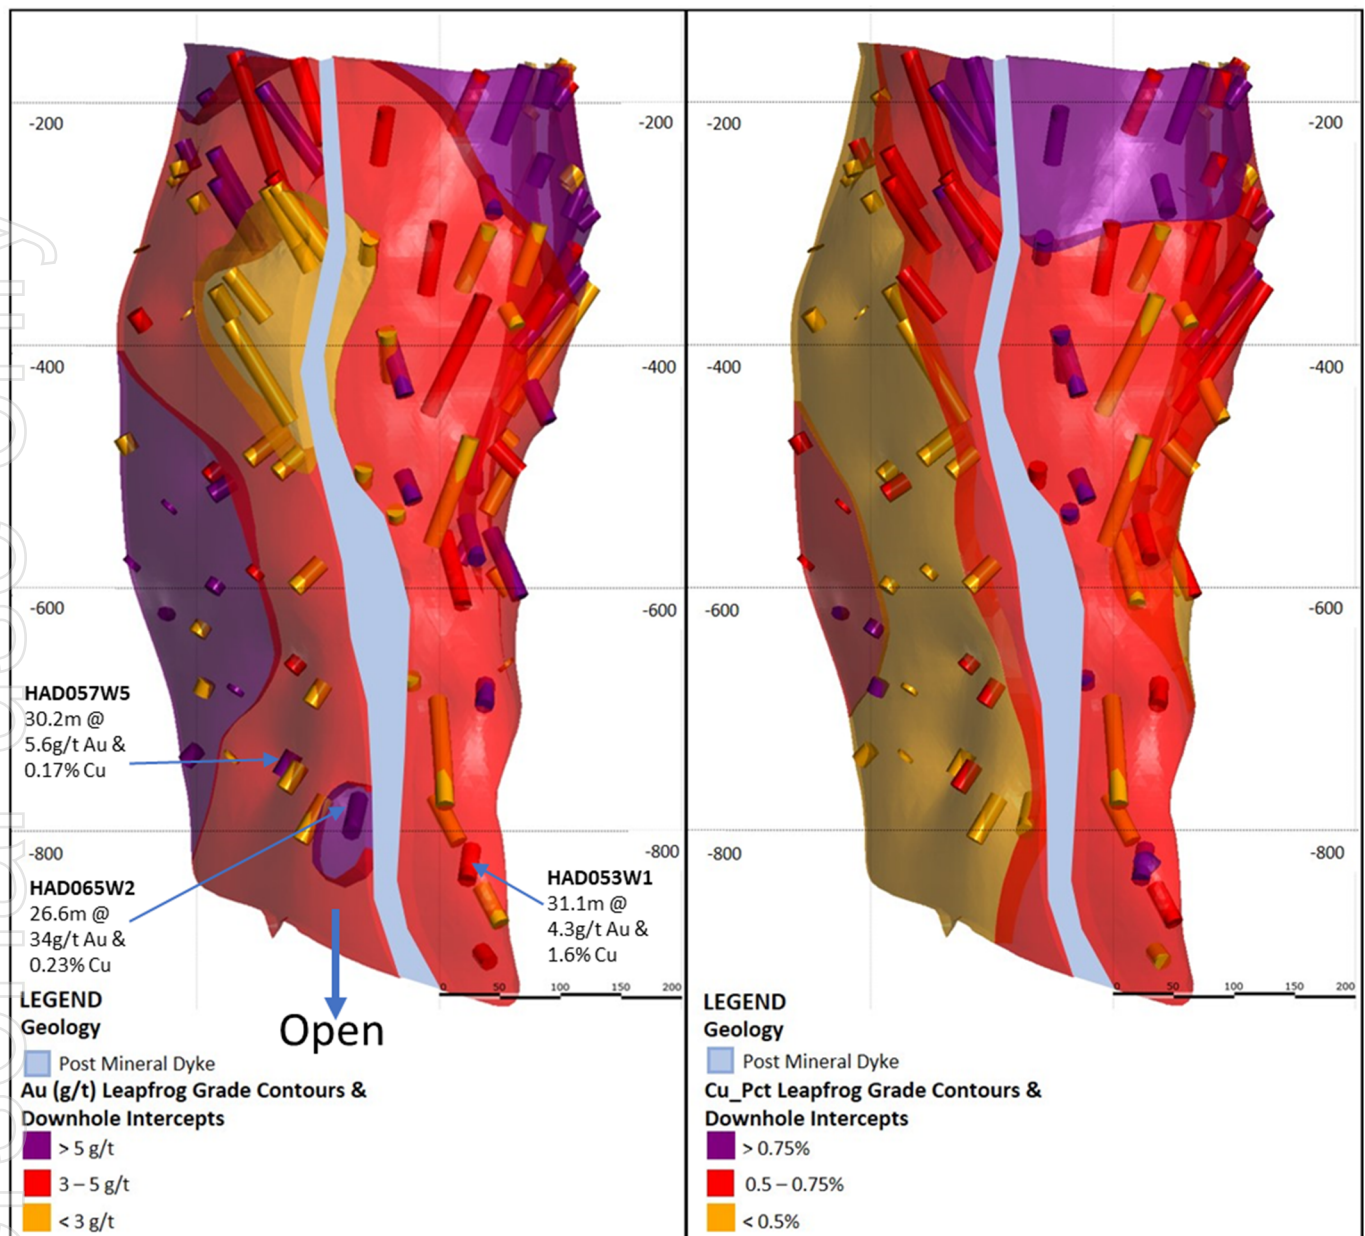 -200
-200
-400
-400
-600
-600
-800
-800
HAD057W5
30.2m @
5.6g/t Au &
0.17% Cu
HAD065W2
26.6m @
34g/t Au &
0.23% Cu
HAD053W1
31.1m @
4.3g/t Au &
1.6% Cu
0 50 100 150 200
Open
LEGEND
Geology
Post Mineral Dyke
Au (g/t) Leapfrog Grade Contours &
Downhole Intercepts
> 5 g/t
3 – 5 g/t
< 3 g/t
-200
-200
-400
-400
-600
-600
-800
-800
0 50 100 150 200
LEGEND
Geology
Post Mineral Dyke
Cu_Pct Leapfrog Grade Contours &
Downhole Intercepts
> 0.75%
0.5 – 0.75%
< 0.5%